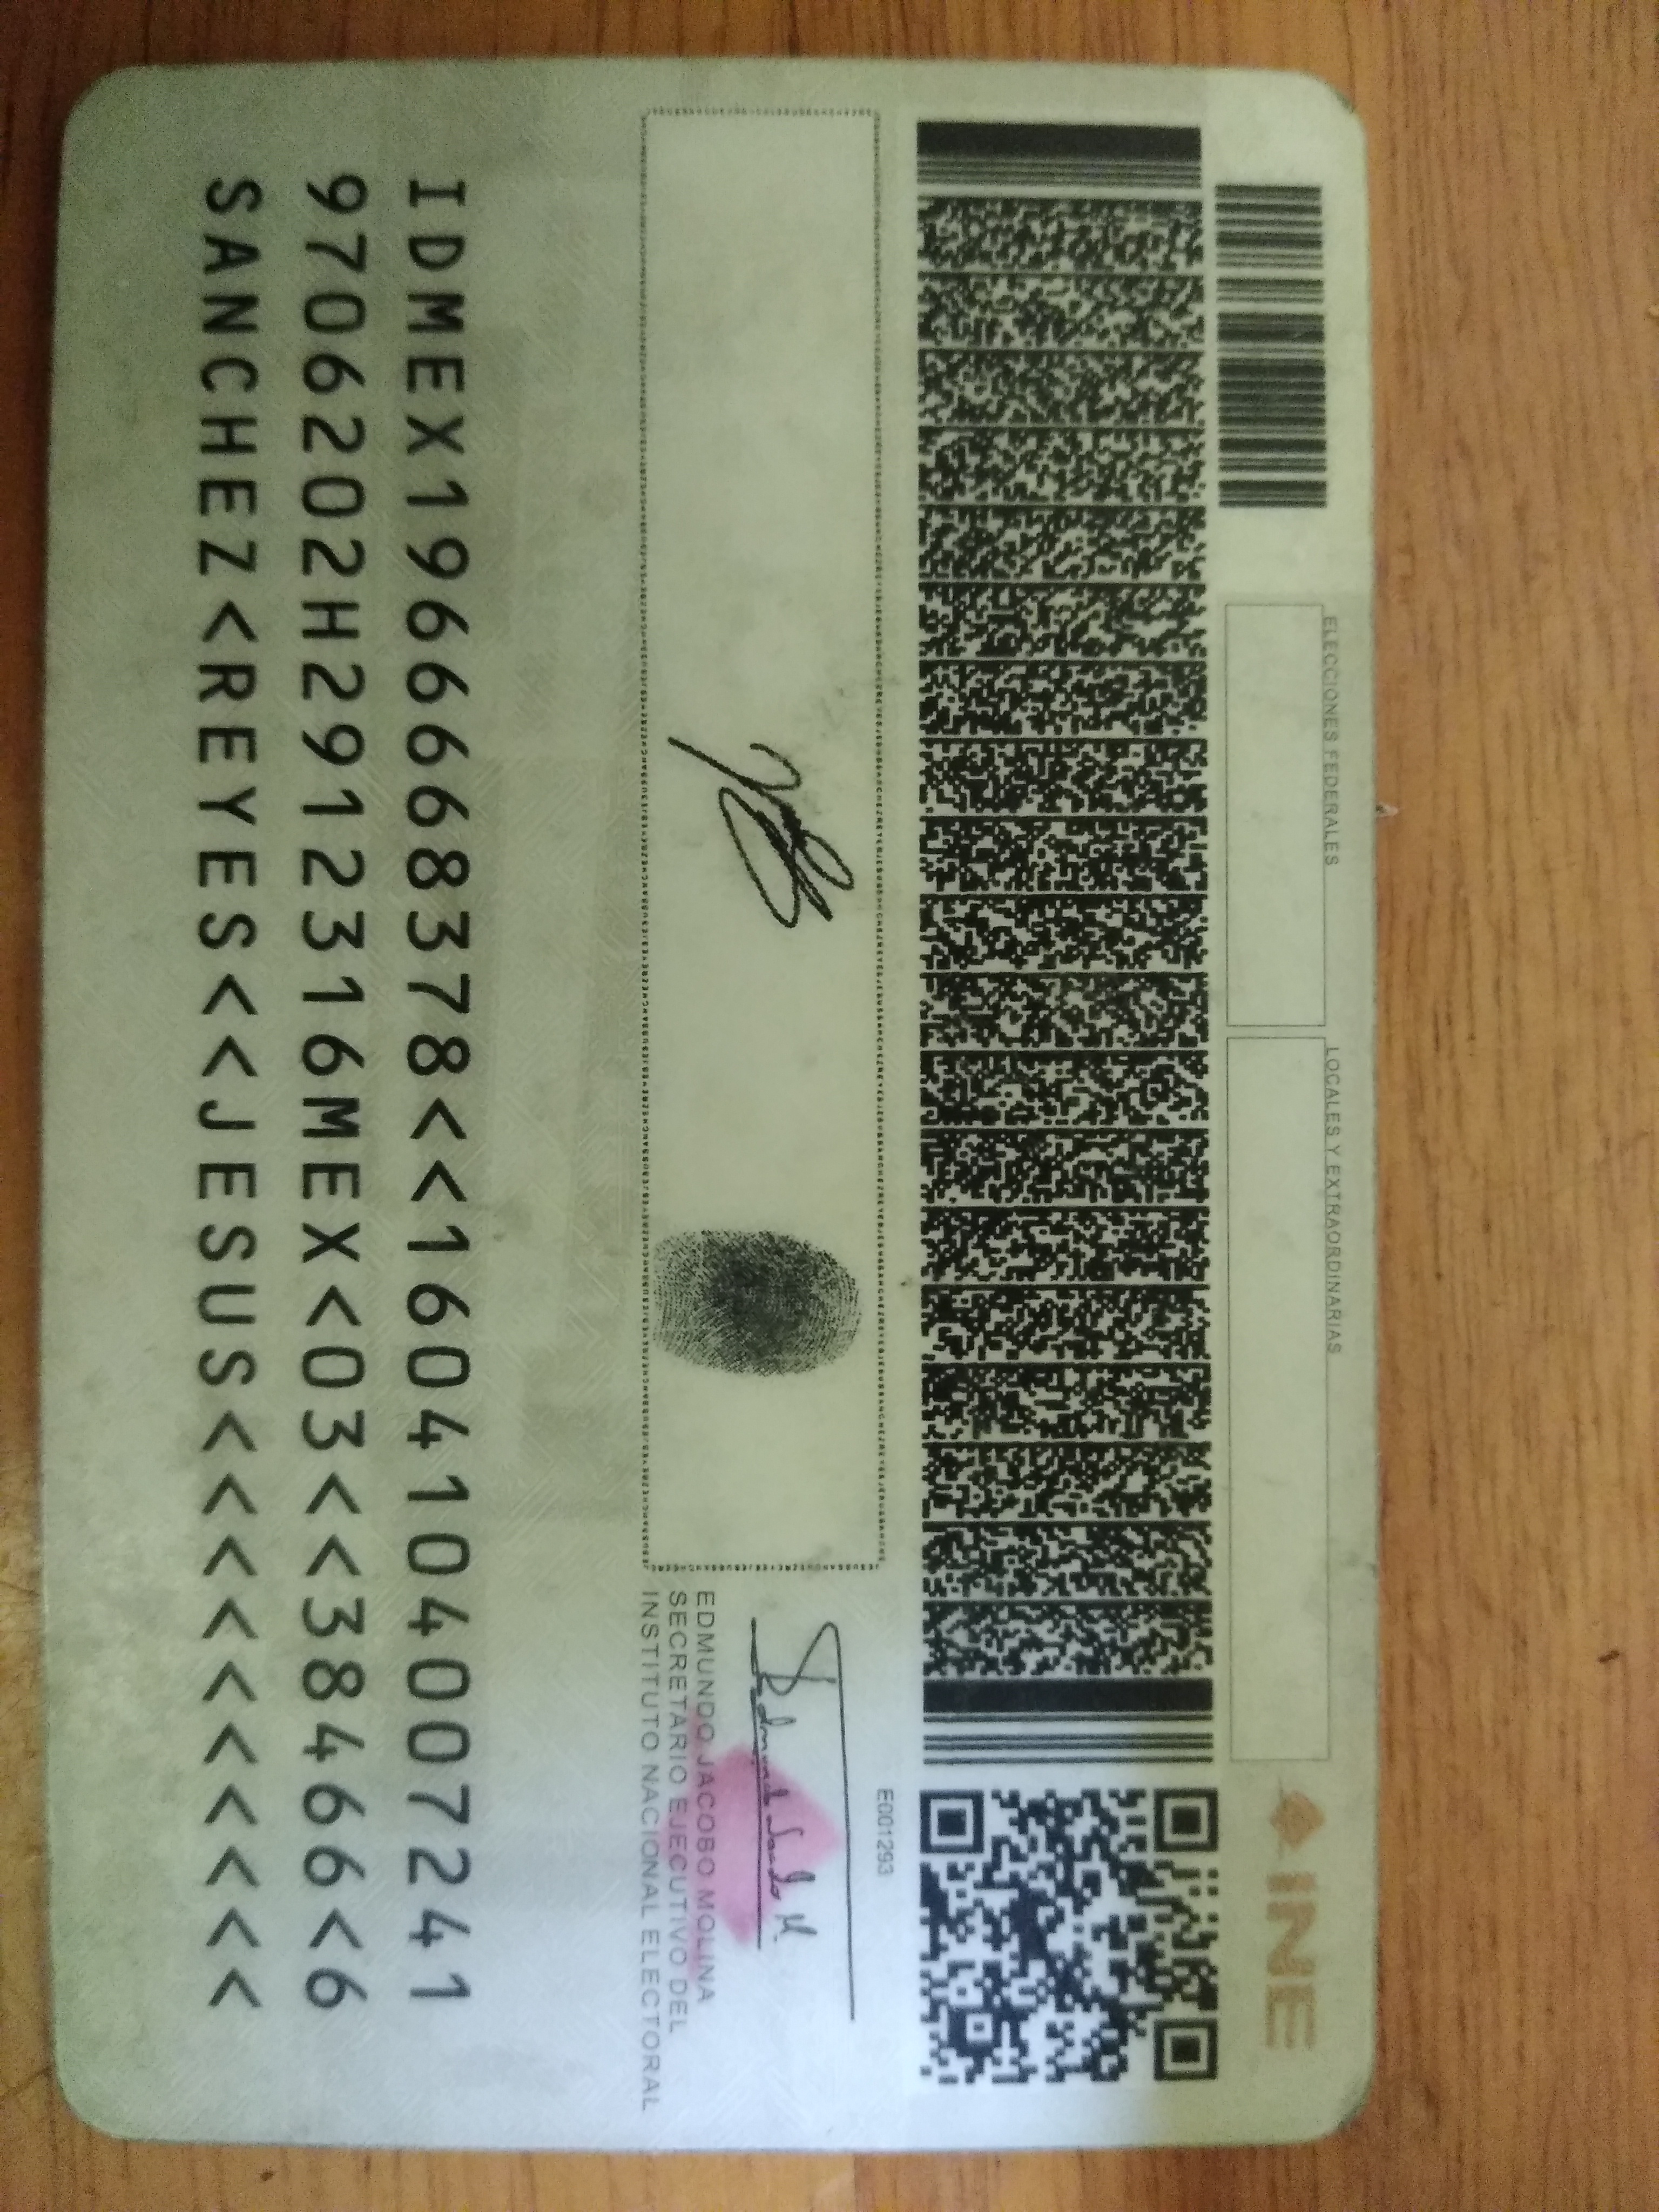 ELECCIONES FEDERALES
LOCALES Y EXTRAORDINARIAS
INE
E001293
EDMUNDO JACOBO MOLINA
SECRETARIO EJECUTIVO DEL
INSTITUTO NACIONAL ELECTORAL
IDMEX1966668378<<1604104007241
9706202H2912316MEX<03<<38466<6
SANCHEZ<REYES<<JESUS<<<<<<<<<<